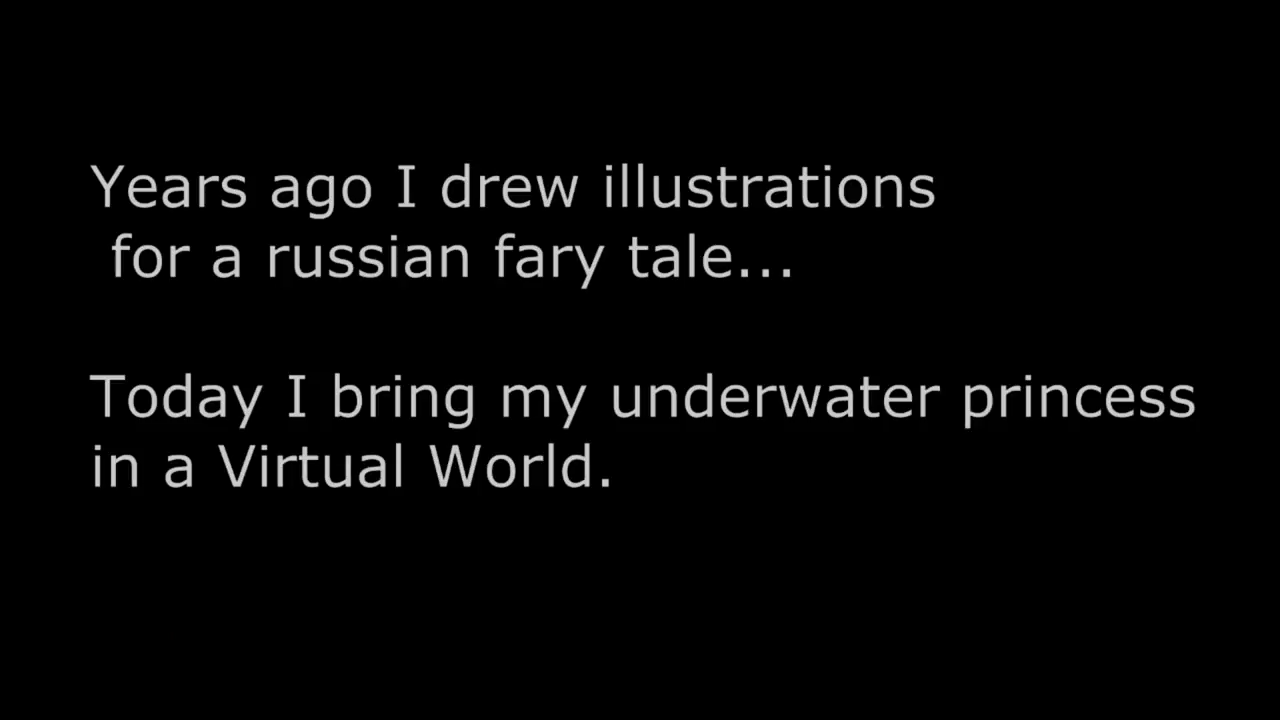 Years ago I drew illustrations
for a russian fary tale...
Today I bring my underwater princess
in a Virtual World.